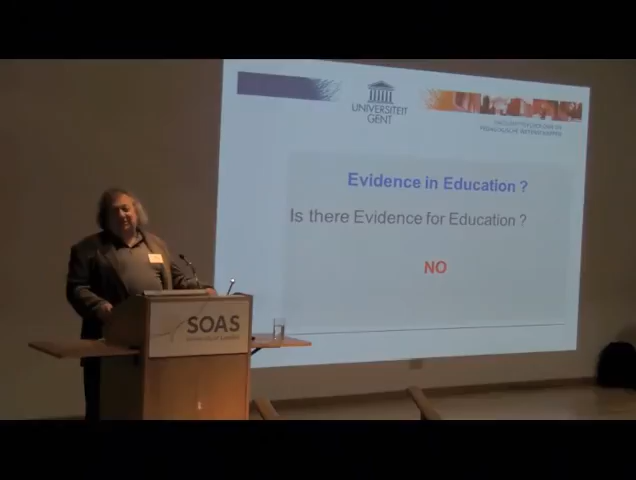 UNIVERSITEIT
GENT
Evidence in Education ?
Is there Evidence for Education ?
NO
SOAS